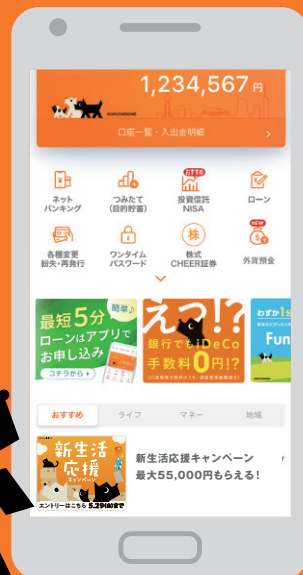 1,234,567 円
口座一覧・入出金明細
おすすめ
ネット
バンキング
つみたて
(目的貯蓄)
投資信託
NISA
ローン
NEW
各種変更
紛失・再発行
ワンタイム
パスワード
株
株式
CHEER証券
外貨預金
最短5分 簡単♪
ローンはアプリで
お申し込み
コチラから
えっ!?
銀行でもiDeCo
手数料0円!?
わずか1
Fun
おすすめ ライフ マネー 地域
新生活
応援
キャンペーン
エントリーはこちら 5.29(水)まで
新生活応援キャンペーン
最大55,000円もらえる!